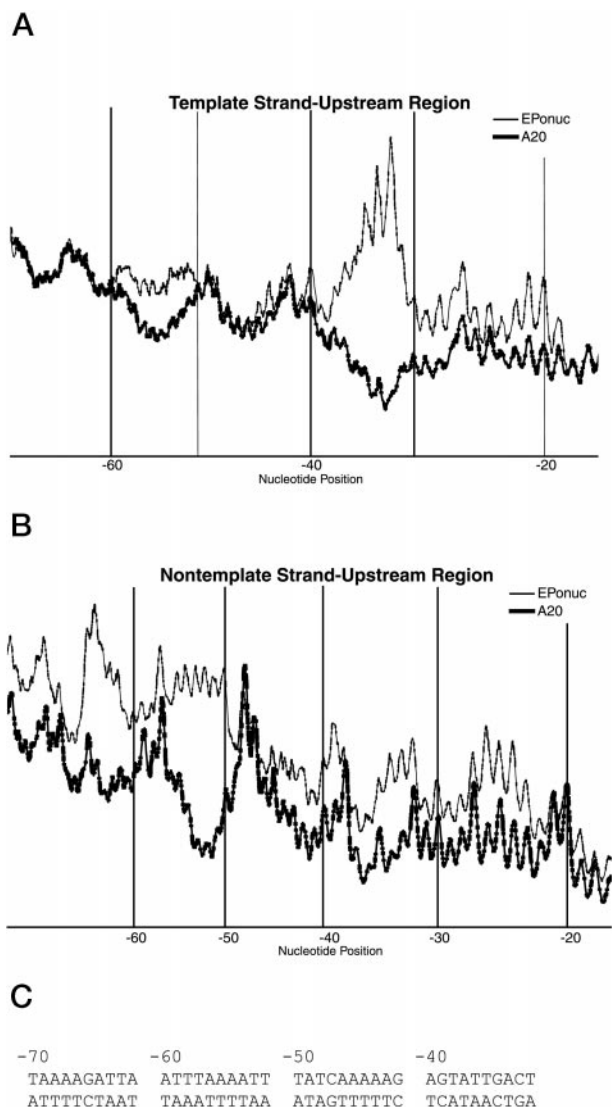 A
Template Strand-Upstream Region
EPonuc
A20
-60 -40 -20
Nucleotide Position
B
Nontemplate Strand-Upstream Region
EPonuc
A20
-60 -50 -40 -30 -20
Nucleotide Position
C
-70 -60 -50 -40
TAAAAGATTA ATTTAAAATT TATCAAAAAG AGTATTGACT
ATTTTCTAAT TAAATTTTAA ATAGTTTTTC TCATAACTGA